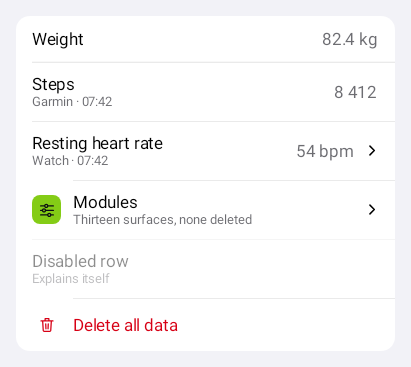 Weight
82.4 kg
Steps
Garmin · 07:42
8 412
Resting heart rate
Watch · 07:42
54 bpm
Modules
Thirteen surfaces, none deleted
Disabled row
Explains itself
Delete all data